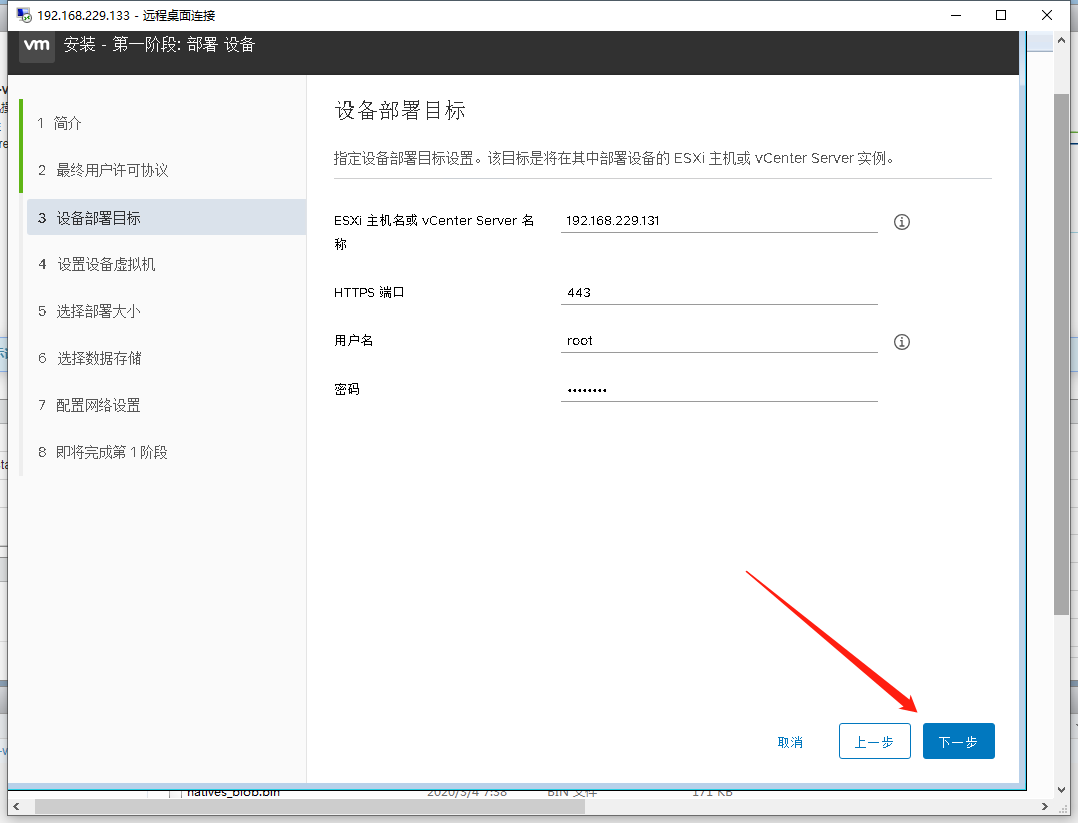 192.168.229.133 - 远程桌面连接
vm 安装 - 第一阶段: 部署 设备
1 简介
2 最终用户许可协议
3 设备部署目标
4 设置设备虚拟机
5 选择部署大小
6 选择数据存储
7 配置网络设置
8 即将完成第 1 阶段
设备部署目标
指定设备部署目标设置。该目标是将在其中部署设备的 ESXi 主机或 vCenter Server 实例。
ESXi 主机名或 vCenter Server 名
称
192.168.229.131
HTTPS 端口
443
用户名
root
密码
••••••••
取消
上一步
下一步
natives_blob.bin 2020/3/4 7:58 BIN 文件 171 KB